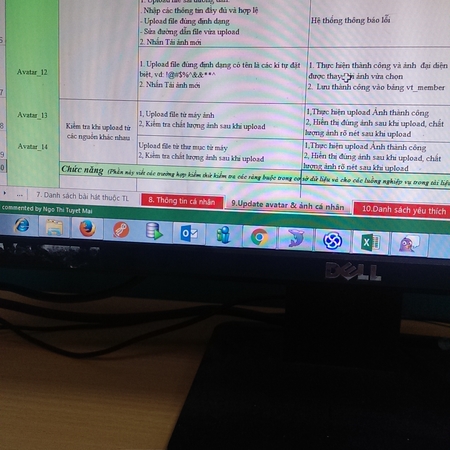 . Nhập các thông tin đầy đủ và hợp lệ
- Upload file đúng định dạng
- Sửa đường dẫn file vừa upload
2. Nhấn Tải ảnh mới
Hệ thống thông báo lỗi
Avatar_12
1. Upload file đúng định dạng có tên là các kí tự đặt
biệt, vd: !@#$%^&&**^
2. Nhấn Tải ảnh mới
1. Thực hiện thành công và ảnh đại diện
được thay ảnh vừa chọn
2. Lưu thành công vào bảng vt_member
7
Avatar_13
Kiểm tra khi upload từ
các nguồn khác nhau
1, Upload file từ máy ảnh
2, Kiểm tra chất lượng ảnh sau khi upload
1,Thực hiện upload Ảnh thành công
2, Hiển thị đúng ảnh sau khi upload, chất
lượng ảnh rõ nét sau khi upload
8
Avatar_14
Upload file từ thư mục từ máy
2, Kiểm tra chất lượng ảnh sau khi upload
1,Thực hiện upload Ảnh thành công
2, Hiển thị đúng ảnh sau khi upload, chất
lượng ảnh rõ nét sau khi upload
9
Chức năng (Phần này viết các trường hợp kiểm thử kiểm tra các ràng buộc trong cơ sở dữ liệu và cho các luồng nghiệp vụ trong tài liệu
... 7. Danh sách bài hát thuộc TL 8. Thông tin cá nhân 9.Update avatar & ảnh cá nhân 10.Danh sách yêu thích
commented by Ngo Thi Tuyet Mai
DELL